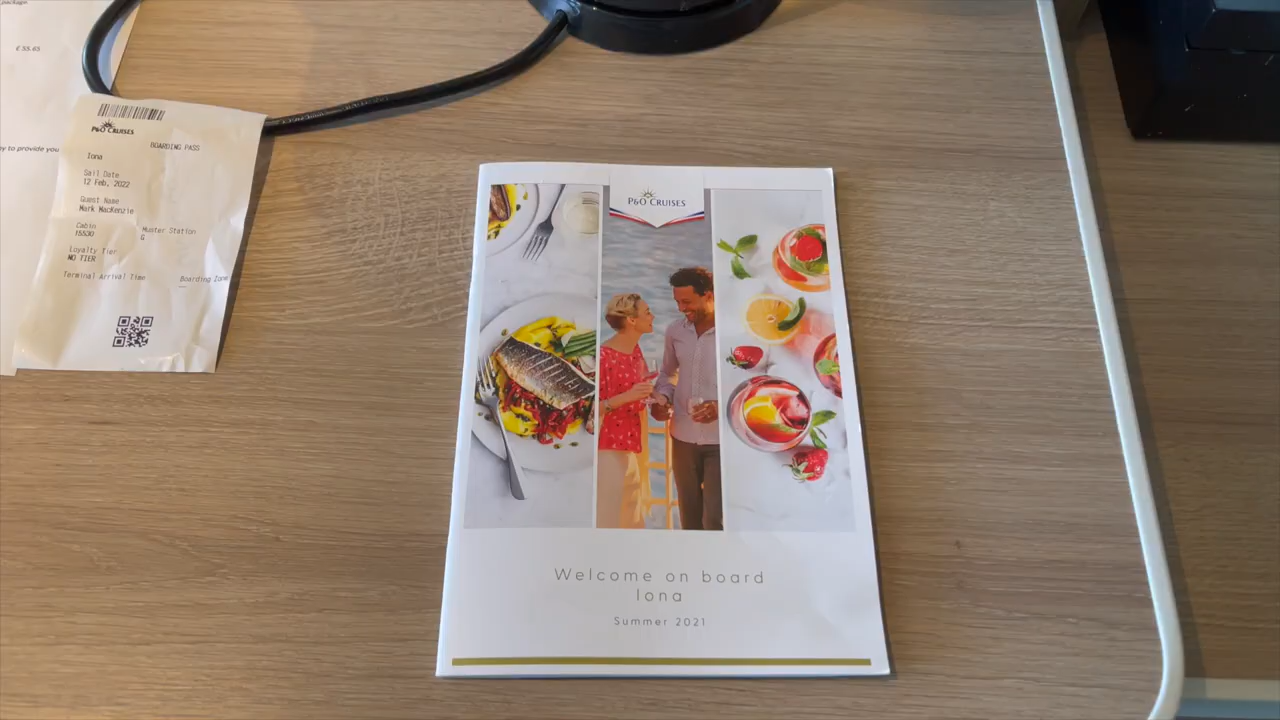 package
£ 55.65
by to provide you
P&O CRUISES
BOARDING PASS
Iona
Sail Date
12 Feb, 2022
Guest Name
Mark MacKenzie
Cabin
15530
Muster Station
G
Loyalty Tier
NO TIER
Terminal Arrival Time
Boarding Zone
---
P&O CRUISES
Welcome on board
Iona
Summer 2021